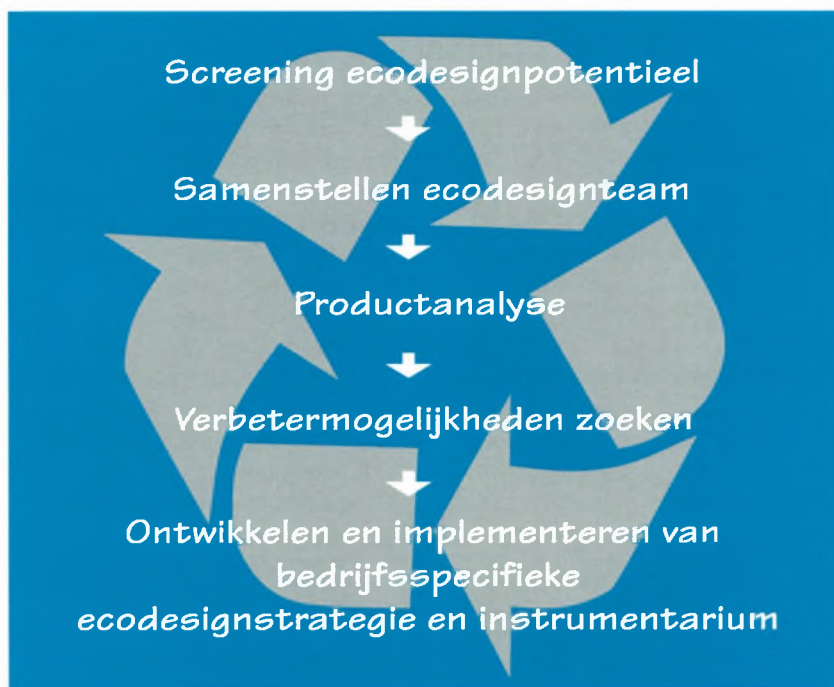 Screening ecodesignpotentieel
Samenstellen ecodesignteam
Productanalyse
Verbetermogelijkheden zoeken
Ontwikkelen en implementeren van
bedrijfsspecifieke
ecodesignstrategie en instrumentarium